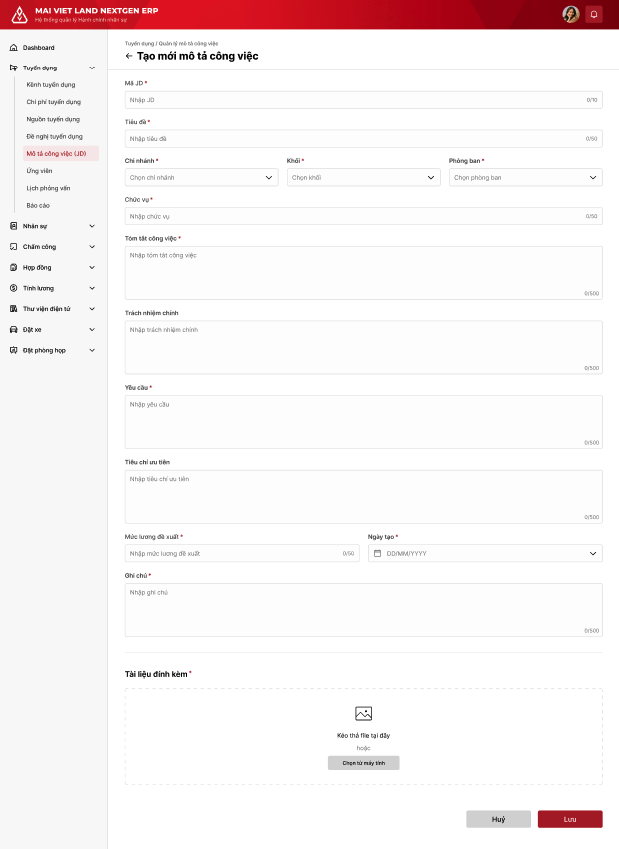 MAI VIET LAND NEXTGEN ERP
Hệ thống quản lý Hành chính nhân sự
Dashboard
Tuyển dụng
Kênh tuyển dụng
Chi phí tuyển dụng
Nguồn tuyển dụng
Đề nghị tuyển dụng
Mô tả công việc (JD)
Ứng viên
Lịch phỏng vấn
Báo cáo
Nhân sự
Chấm công
Hợp đồng
Tính lương
Thư viện điện tử
Đặt xe
Đặt phòng họp
Tuyển dụng / Quản lý mô tả công việc
Tạo mới mô tả công việc
Mã JD *
Nhập JD 0/10
Tiêu đề *
Nhập tiêu đề 0/50
Chi nhánh * Khối * Phòng ban *
Chọn chi nhánh Chọn khối Chọn phòng ban
Chức vụ *
Nhập chức vụ 0/50
Tóm tắt công việc *
Nhập tóm tắt công việc
0/500
Trách nhiệm chính
Nhập trách nhiệm chính
0/500
Yêu cầu *
Nhập yêu cầu
0/500
Tiêu chí ưu tiên
Nhập tiêu chí ưu tiên
0/500
Mức lương đề xuất * Ngày tạo *
Nhập mức lương đề xuất 0/50 DD/MM/YYYY
Ghi chú *
Nhập ghi chú
0/500
Tài liệu đính kèm *
Kéo thả file tại đây
hoặc
Chọn từ máy tính
Huỷ Lưu